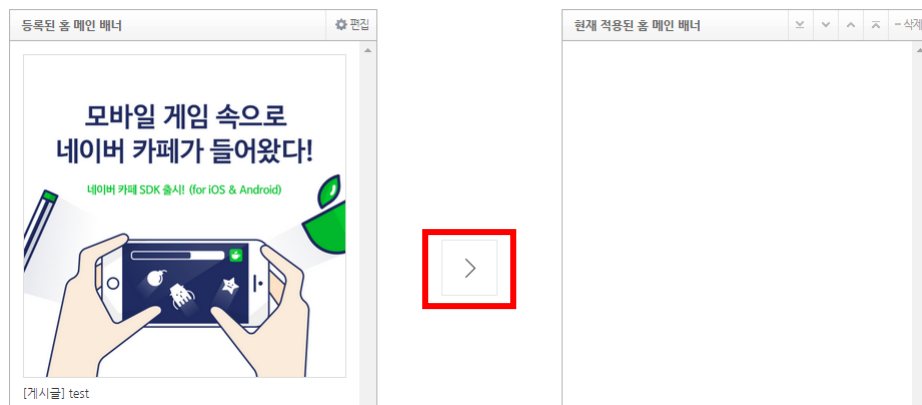 등록된 홈 메인 배너
편집
모바일 게임 속으로
네이버 카페가 들어왔다!
네이버 카페 SDK 출시! (for iOS & Android)
[게시글] test
현재 적용된 홈 메인 배너
- 삭제